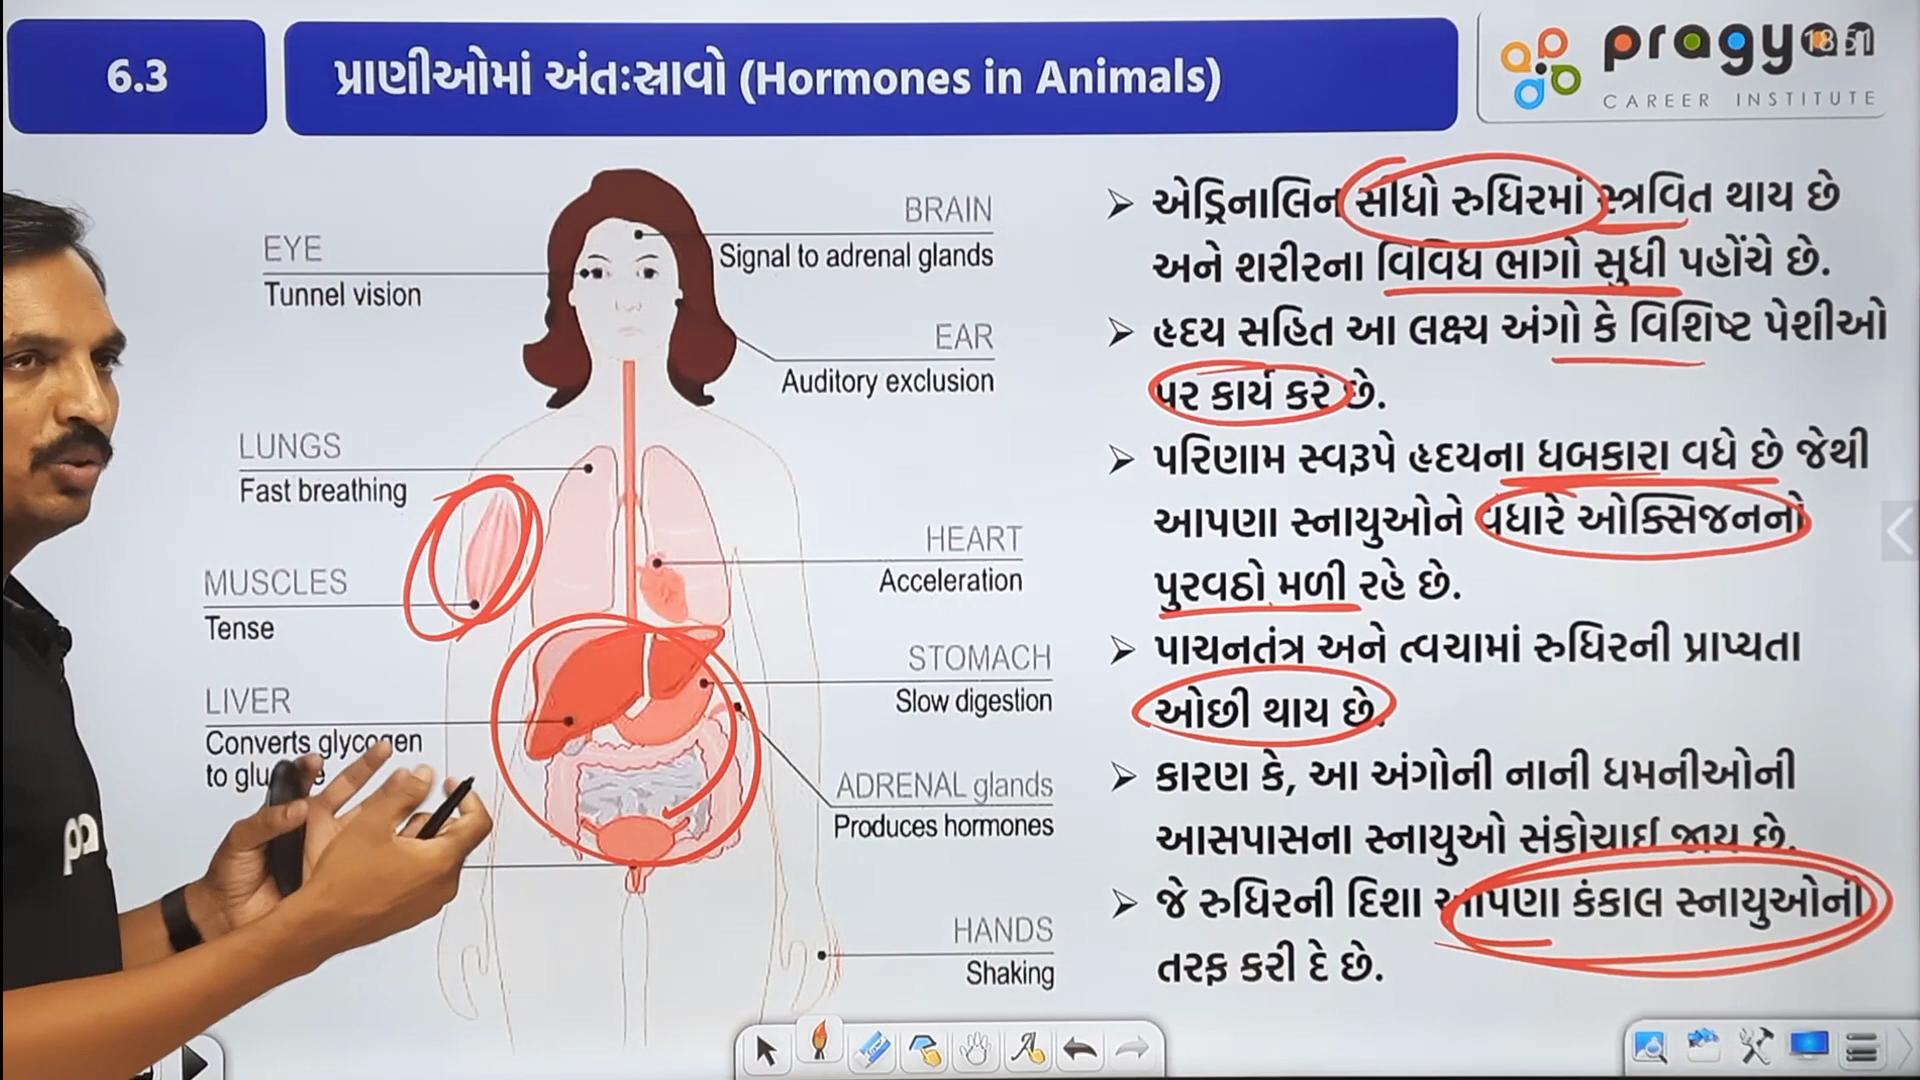 6.3
પ્રાણીઓમાં અંતઃસ્રાવો (Hormones in Animals)
pragyan
18:51
CAREER INSTITUTE
EYE
Tunnel vision
BRAIN
Signal to adrenal glands
EAR
Auditory exclusion
LUNGS
Fast breathing
HEART
Acceleration
MUSCLES
Tense
STOMACH
Slow digestion
LIVER
Converts glycogen
to
ADRENAL glands
Produces hormones
HANDS
Shaking
➢ એડ્રિનાલિન સીધો રુધિરમાં સ્ત્રવિત થાય છે
અને શરીરના વિવિધ ભાગો સુધી પહોંચે છે.
➢ હૃદય સહિત આ લક્ષ્ય અંગો કે વિશિષ્ટ પેશીઓ
પર કાર્ય કરે છે.
➢ પરિણામ સ્વરૂપે હૃદયના ધબકારા વધે છે જેથી
આપણા સ્નાયુઓને વધારે ઓક્સિજનનો
પુરવઠો મળી રહે છે.
➢ પાચનતંત્ર અને ત્વચામાં રુધિરની પ્રાપ્યતા
ઓછી થાય છે.
➢ કારણ કે, આ અંગોની નાની ધમનીઓની
આસપાસના સ્નાયુઓ સંકોચાઈ જાય છે.
➢ જે રુધિરની દિશા આપણા કંકાલ સ્નાયુઓની
તરફ કરી દે છે.